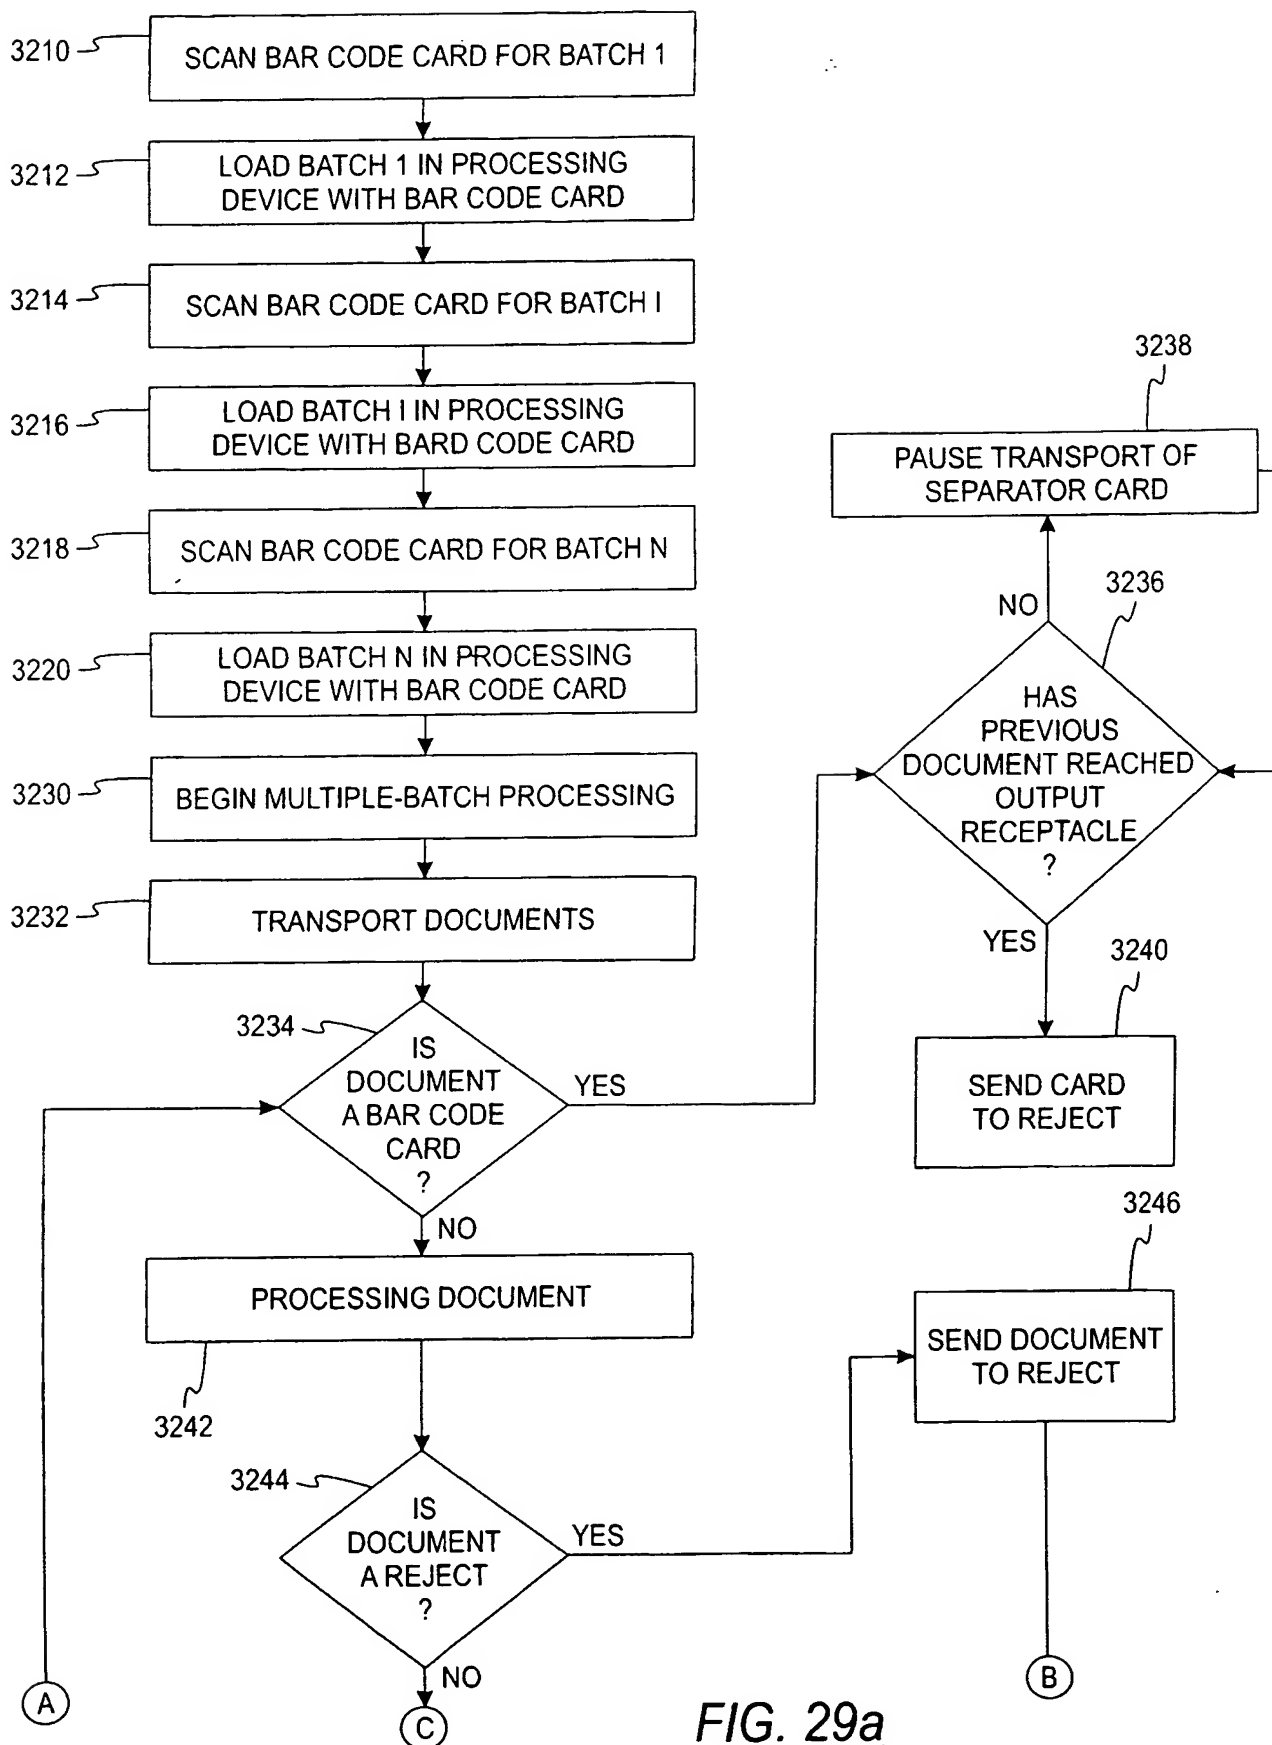 3210
SCAN BAR CODE CARD FOR BATCH 1
3212
LOAD BATCH 1 IN PROCESSING
DEVICE WITH BAR CODE CARD
3214
SCAN BAR CODE CARD FOR BATCH I
3216
LOAD BATCH I IN PROCESSING
DEVICE WITH BARD CODE CARD
3218
SCAN BAR CODE CARD FOR BATCH N
3220
LOAD BATCH N IN PROCESSING
DEVICE WITH BAR CODE CARD
3230
BEGIN MULTIPLE-BATCH PROCESSING
3232
TRANSPORT DOCUMENTS
3234
IS
DOCUMENT
A BAR CODE
CARD
?
YES
NO
3238
PAUSE TRANSPORT OF
SEPARATOR CARD
NO
3236
HAS
PREVIOUS
DOCUMENT REACHED
OUTPUT
RECEPTACLE
?
YES
3240
SEND CARD
TO REJECT
PROCESSING DOCUMENT
3242
3244
IS
DOCUMENT
A REJECT
?
YES
NO
3246
SEND DOCUMENT
TO REJECT
A
C
B
FIG. 29a